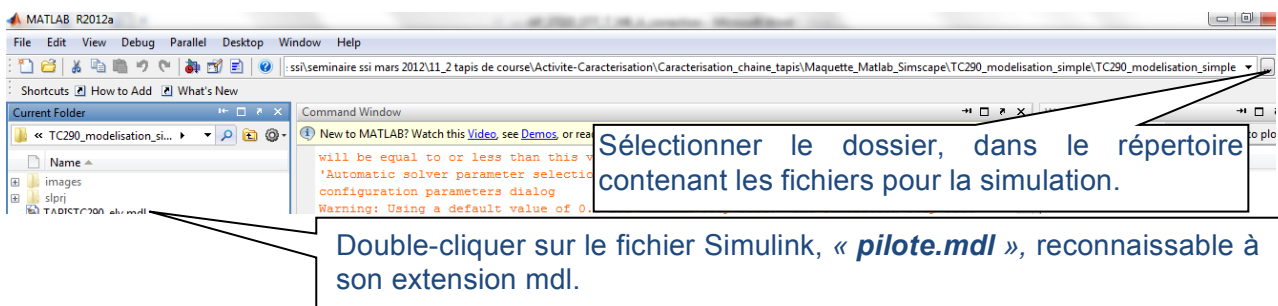 MATLAB R2012a
File Edit View Debug Parallel Desktop Window Help
ssi\seminaire ssi mars 2012\11_2 tapis de course\Activite-Caracterisation\Caracterisation_chaine_tapis\Maquette_Matlab_Simscape\TC290_modelisation_simple\TC290_modelisation_simple
Shortcuts How to Add What's New
Current Folder
Command Window
« TC290_modelisation_si...
New to MATLAB? Watch this Video, see Demos, or
to plo
Name
will be equal to or less than this
'Automatic solver parameter
configuration parameters dialog
Warning: Using a default value of 0.
images
slprj
TAPISTC290_elv.mdl
Sélectionner le dossier, dans le répertoire
contenant les fichiers pour la simulation.
Double-cliquer sur le fichier Simulink, « pilote.mdl », reconnaissable à
son extension mdl.